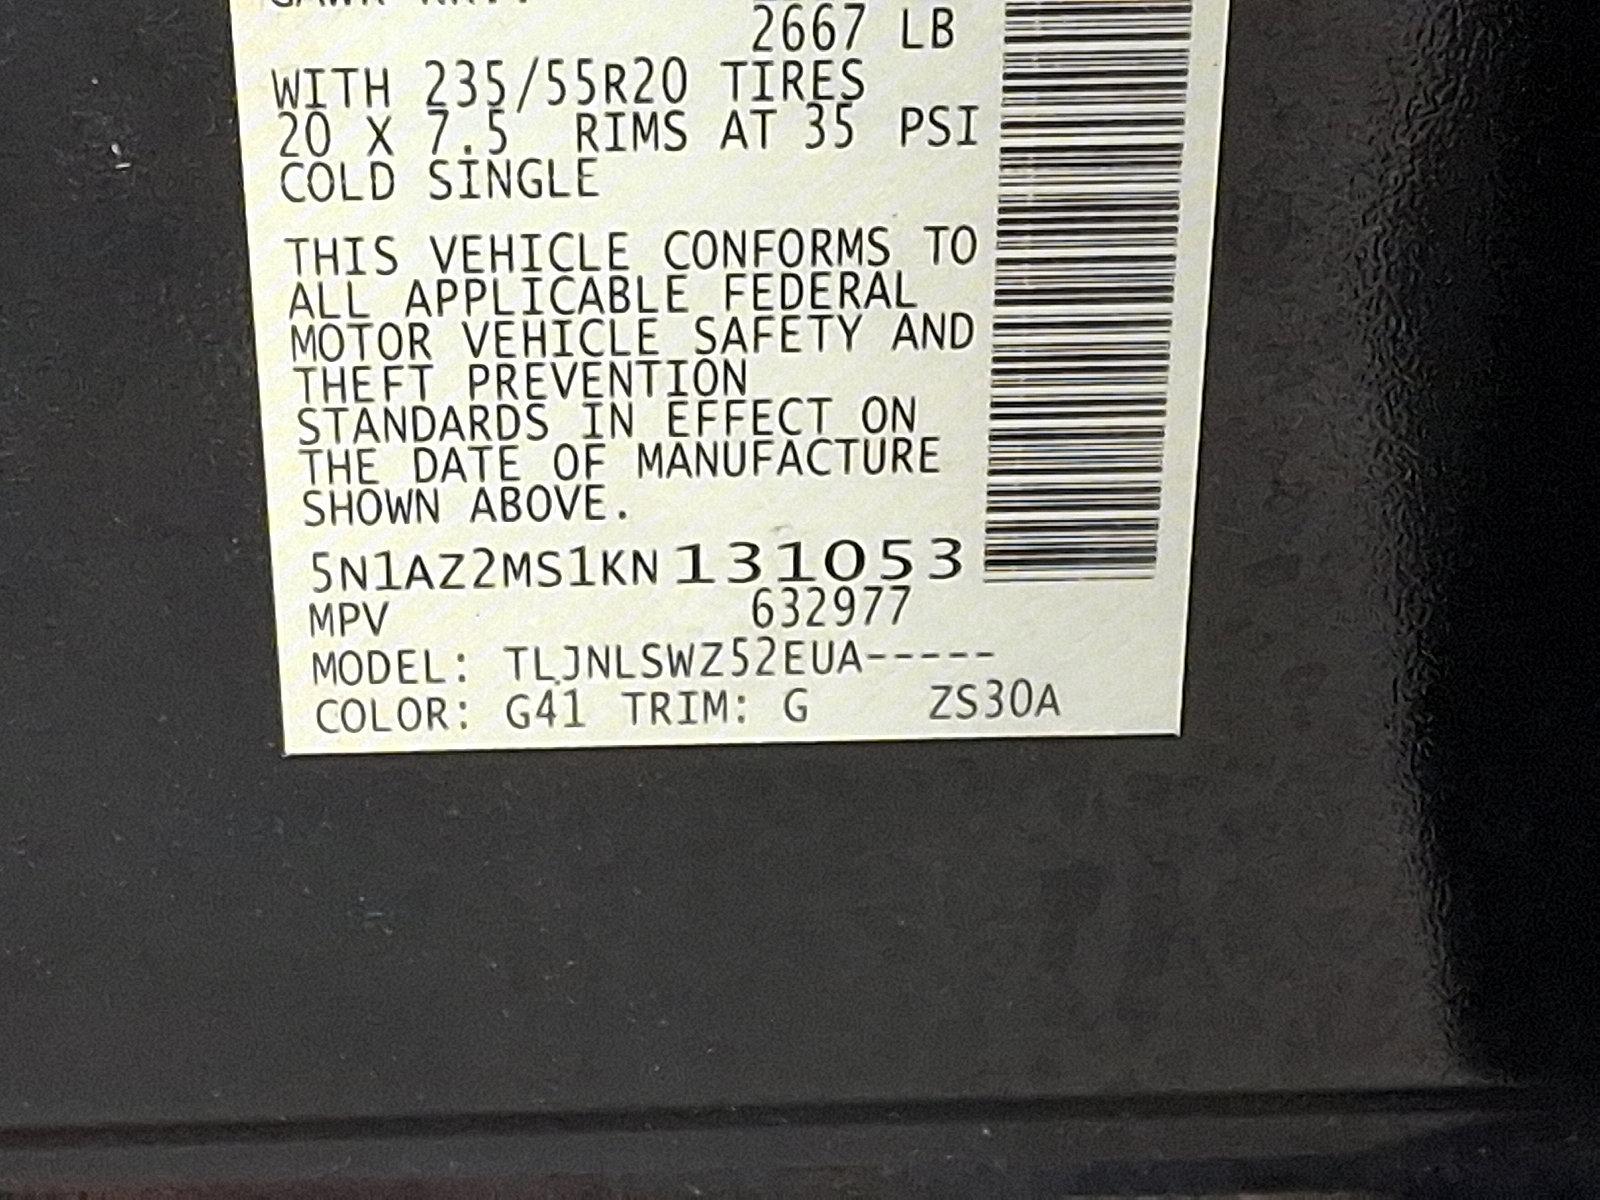 2667 LB
WITH 235/55R20 TIRES
20 X 7.5 RIMS AT 35 PSI
COLD SINGLE
THIS VEHICLE CONFORMS TO
ALL APPLICABLE FEDERAL
MOTOR VEHICLE SAFETY AND
THEFT PREVENTION
STANDARDS IN EFFECT ON
THE DATE OF MANUFACTURE
SHOWN ABOVE.
5N1AZ2MS1KN131053
MPV 632977
MODEL: TLJNLSWZ52EUA-----
COLOR: G41 TRIM: G ZS30A